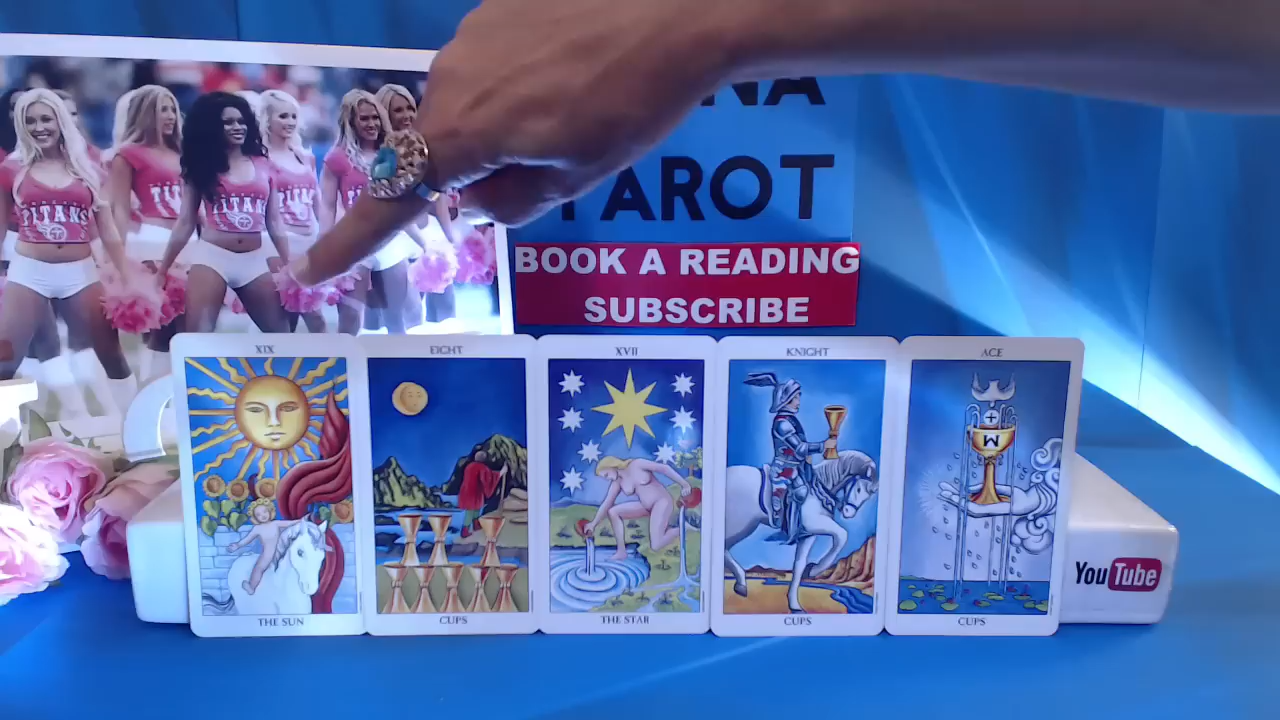 TITANS
TITANS
TITANS
TAROT
BOOK A READING
SUBSCRIBE
XIX
THE SUN
EIGHT
CUPS
XVII
THE STAR
KNIGHT
CUPS
ACE
CUPS
YouTube